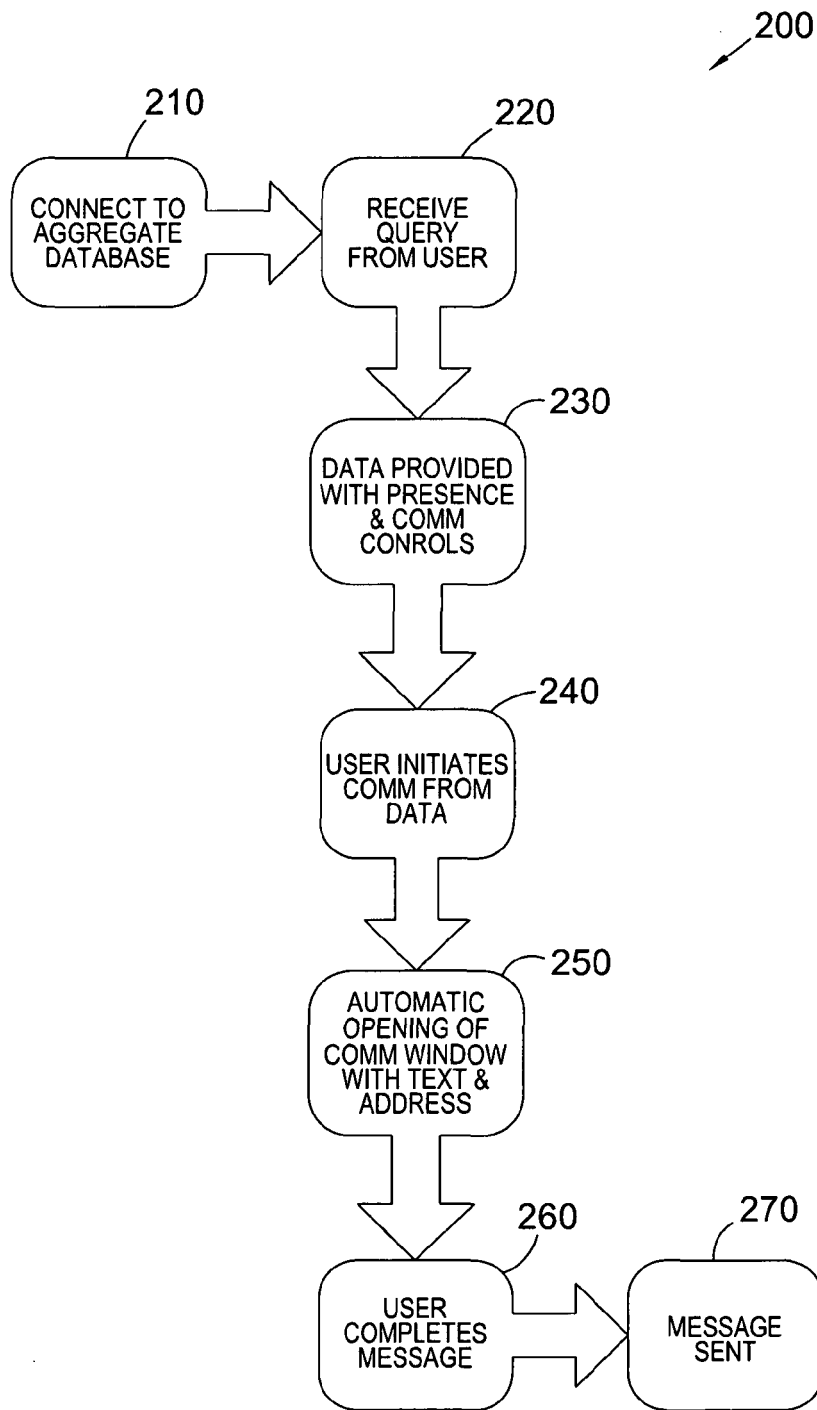 200
210
CONNECT TO
AGGREGATE
DATABASE
220
RECEIVE
QUERY
FROM USER
230
DATA PROVIDED
WITH PRESENCE
& COMM
CONROLS
240
USER INITIATES
COMM FROM
DATA
250
AUTOMATIC
OPENING OF
COMM WINDOW
WITH TEXT &
ADDRESS
260
USER
COMPLETES
MESSAGE
270
MESSAGE
SENT